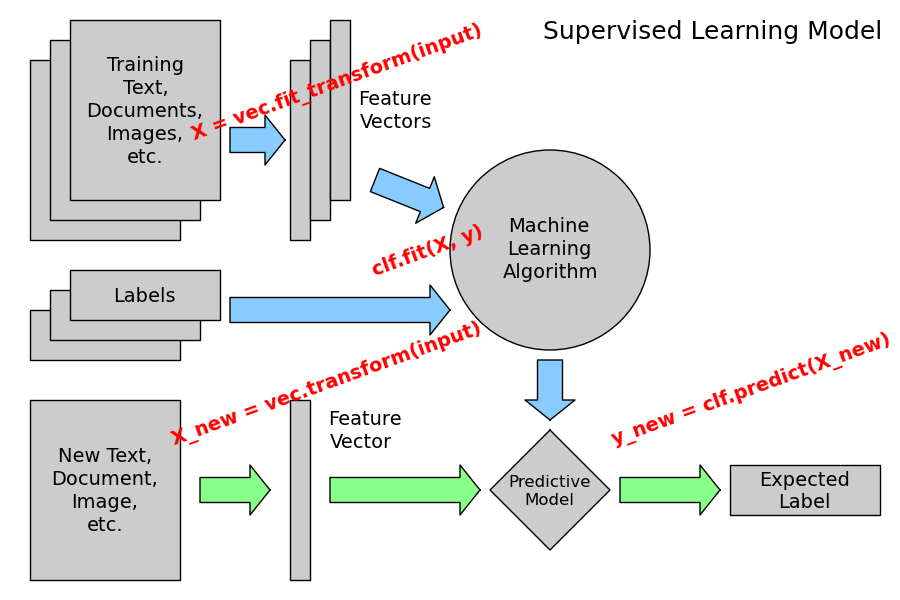 Supervised Learning Model
Training
Text,
Documents,
Images,
etc.
X = vec.fit_transform(input)
Feature
Vectors
Machine
Learning
Algorithm
clf.fit(X, y)
Labels
X_new = vec.transform(input)
y_new = clf.predict(X_new)
New Text,
Document,
Image,
etc.
Feature
Vector
Predictive
Model
Expected
Label